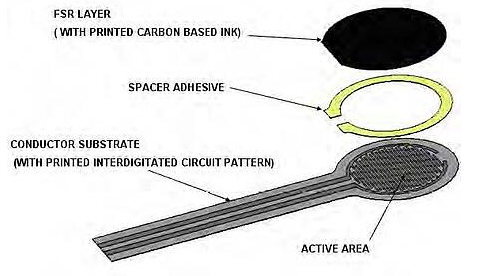 FSR LAYER
( WITH PRINTED CARBON BASED INK)
SPACER ADHESIVE
CONDUCTOR SUBSTRATE
(WITH PRINTED INTERDIGITATED CIRCUIT PATTERN)
ACTIVE AREA